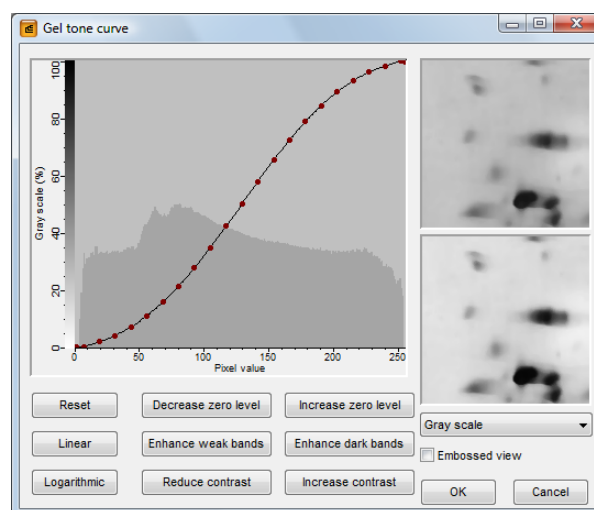 Gel tone curve
Gray scale (%)
100
80
60
40
20
0
0 50 100 150 200 250
Pixel value
Reset
Decrease zero level
Increase zero level
Linear
Enhance weak bands
Enhance dark bands
Logarithmic
Reduce contrast
Increase contrast
Gray scale
Embossed view
OK
Cancel